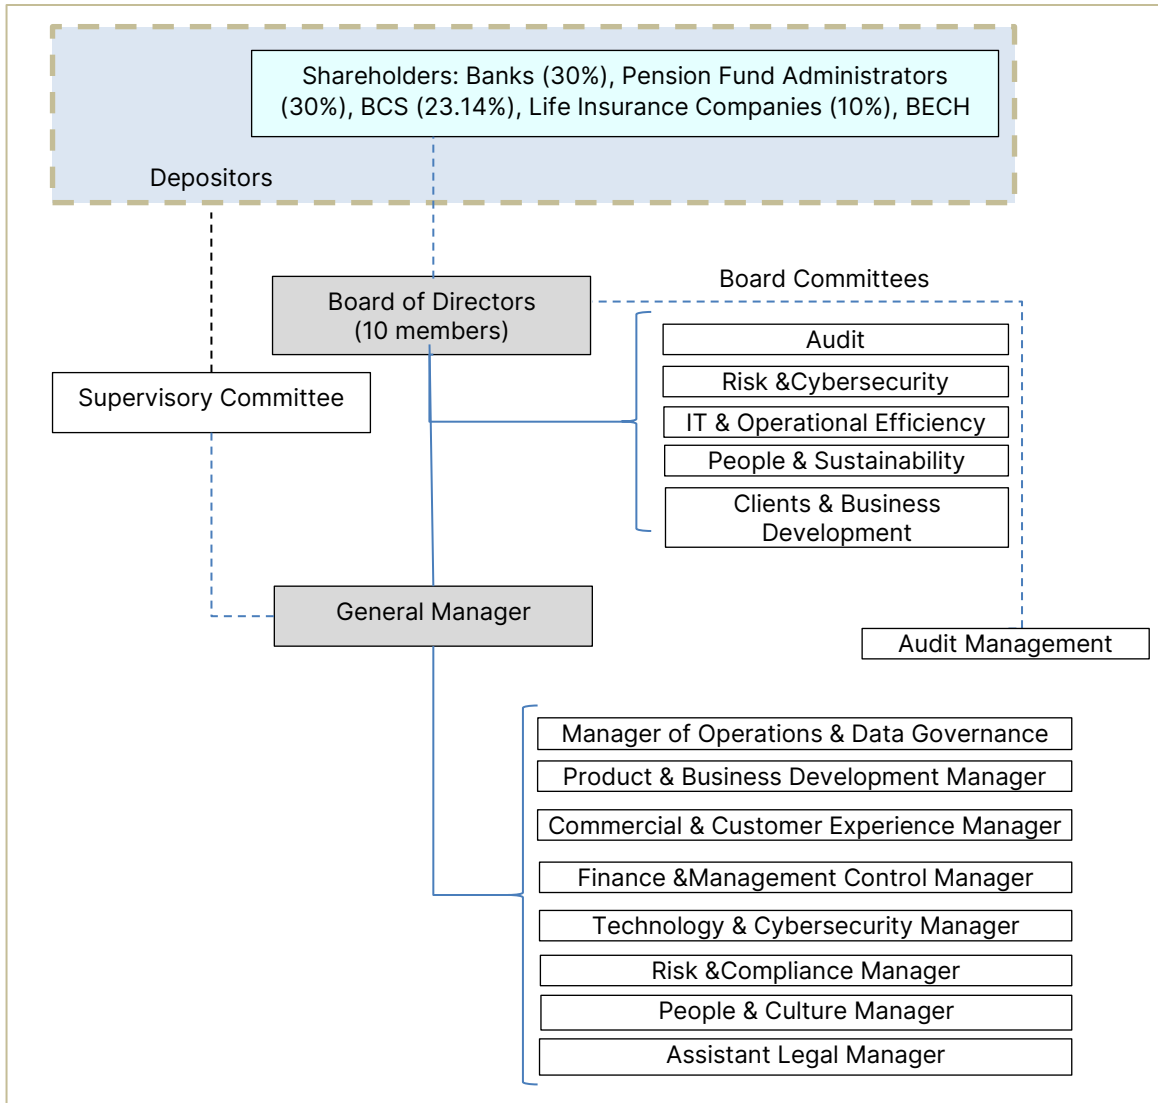 Shareholders: Banks (30%), Pension Fund Administrators
(30%), BCS (23.14%), Life Insurance Companies (10%), BECH
Depositors
Board of Directors
(10 members)
Board Committees
Audit
Risk &Cybersecurity
IT & Operational Efficiency
People & Sustainability
Clients & Business
Development
Supervisory Committee
General Manager
Audit Management
Manager of Operations & Data Governance
Product & Business Development Manager
Commercial & Customer Experience Manager
Finance &Management Control Manager
Technology & Cybersecurity Manager
Risk &Compliance Manager
People & Culture Manager
Assistant Legal Manager